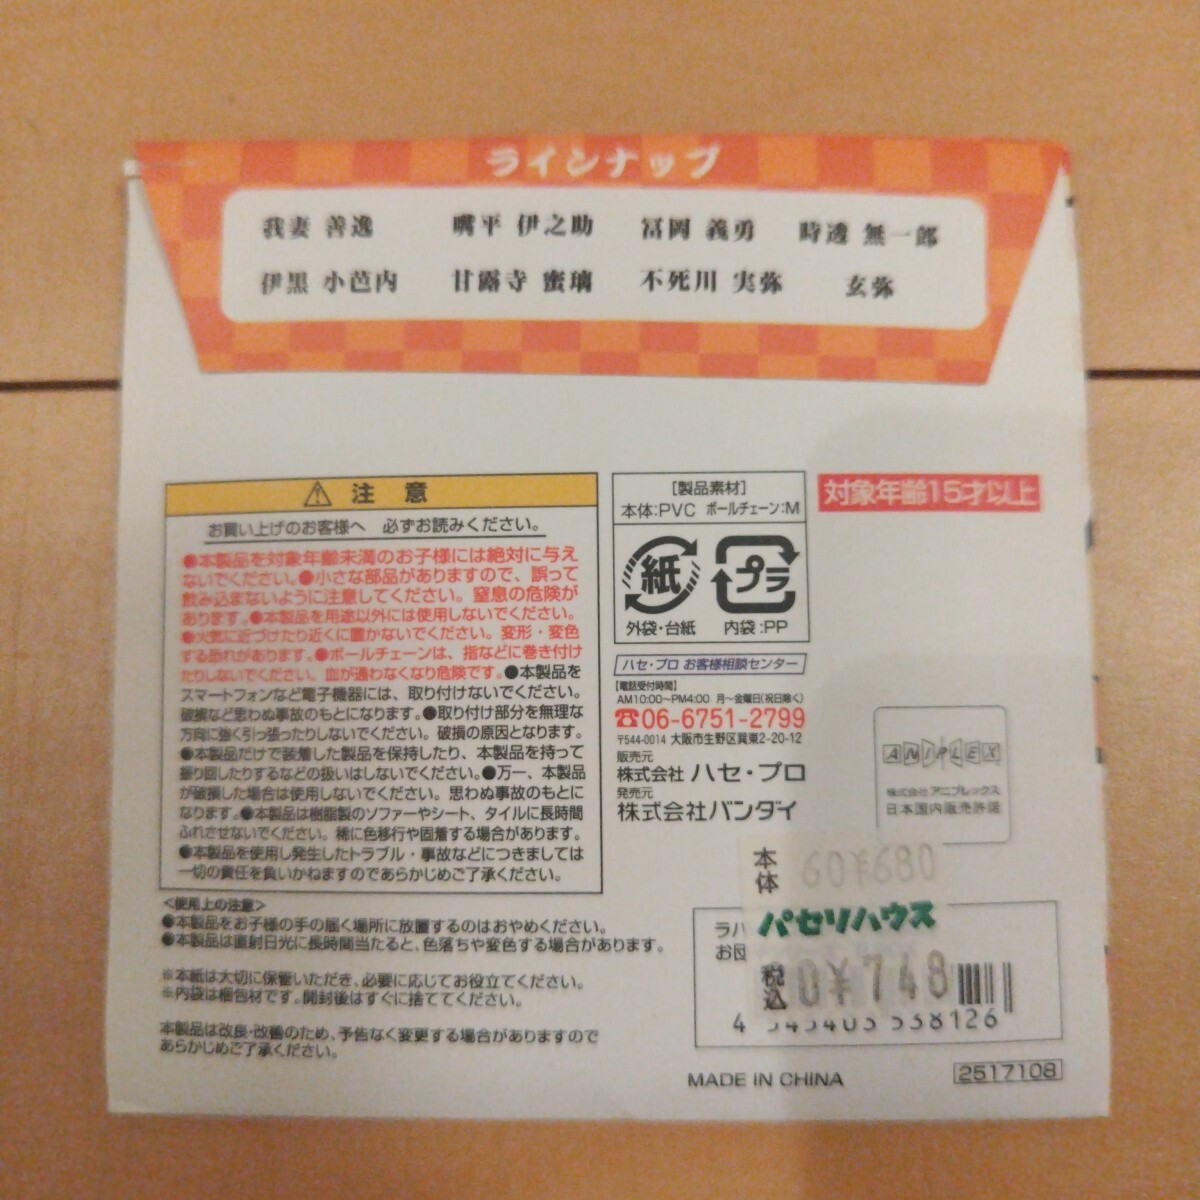 ラインナップ
我妻 善逸　嘴平 伊之助　冨岡 義勇　時透 無一郎
伊黒 小芭内　甘露寺 蜜璃　不死川 実弥　玄弥
⚠ 注 意
お買い上げのお客様へ 必ずお読みください。
●本製品を対象年齢未満のお子様には絶対に与え
ないでください。●小さな部品がありますので、誤って
飲み込まないように注意してください。窒息の危険が
あります。●本製品を用途以外には使用しないでください。
●火気に近づけたり近くに置かないでください。変形・変色
する恐れがあります。●ボールチェーンは、指などに巻き付け
たりしないでください。血が通わなくなり危険です。●本製品を
スマートフォンなど電子機器には、取り付けないでください。
破損など思わぬ事故のもとになります。●取り付け部分を無理な
方向に強く引っ張ったりしないでください。破損の原因となります。
●本製品だけで装着した製品を保持したり、本製品を持って
振り回したりするなどの扱いはしないでください。●万一、本製品
が破損した場合は使用しないでください。思わぬ事故のもとに
なります。●本製品は樹脂製のソファーやシート、タイルに長時間
ふれさせないでください。稀に色移行や固着する場合があります。
●本製品を使用し発生したトラブル・事故などにつきましては
一切の責任を負いかねますのであらかじめご了承ください。
<使用上の注意>
●本製品をお子様の手の届く場所に放置するのはおやめください。
●本製品は直射日光に長時間当たると、色落ちや変色する場合があります。
※本紙は大切に保管いただき、必要に応じてお役立てください。
※内袋は梱包材です。開封後はすぐに捨ててください。
本製品は改良・改善のため、予告なく変更する場合がありますので
あらかじめご了承ください。
[製品素材]
本体:PVC ボールチェーン:M
紙 プラ
外袋・台紙 内袋:PP
ハセ・プロ お客様相談センター
【電話受付時間】
AM10:00～PM4:00 月～金曜日(祝日除く)
☎06-6751-2799
〒544-0014 大阪市生野区巽東2-20-12
販売元
株式会社 ハセ・プロ
発売元
株式会社バンダイ
対象年齢15才以上
ANIPLEX
株式会社 アニプレックス
日本国内販売許諾
本体 60¥680
パセリハウス
税込 0¥748
ラバ
お団
4 543403 538126
MADE IN CHINA
2517108